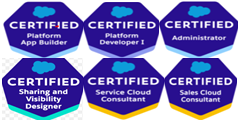 CERTIFIED
Platform
App Builder
CERTIFIED
Platform
Developer I
CERTIFIED
Administrator
CERTIFIED
Sharing and
Visibility
Designer
CERTIFIED
Service Cloud
Consultant
CERTIFIED
Sales Cloud
Consultant